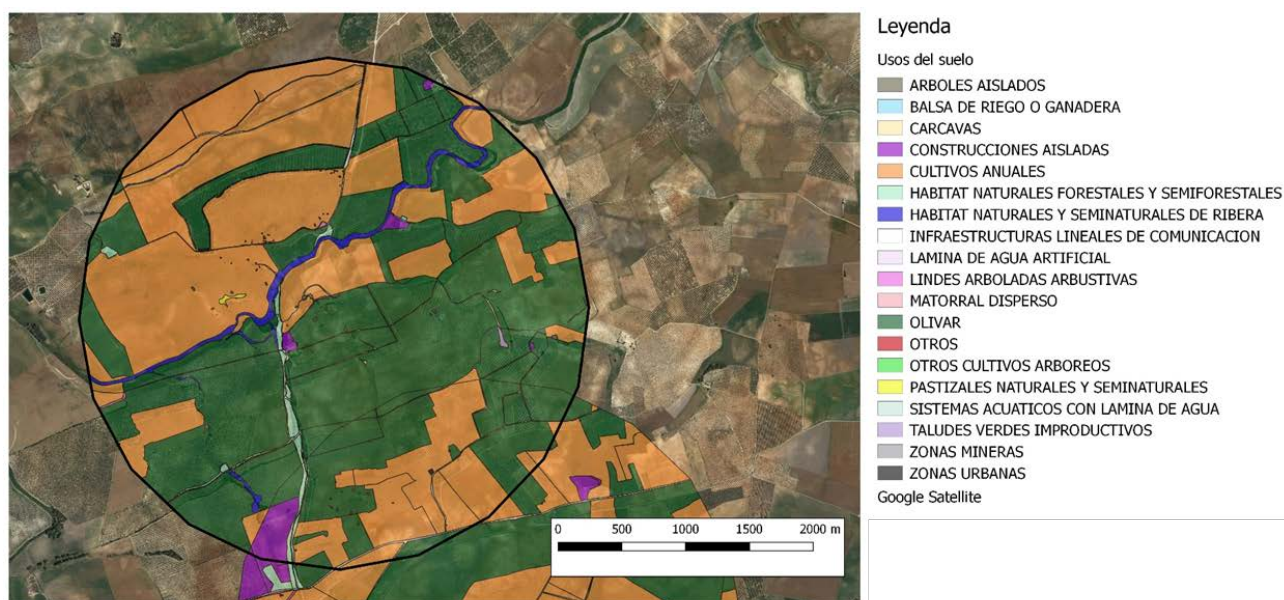 Leyenda
Usos del suelo
ARBOLES AISLADOS
BALSA DE RIEGO O GANADERA
CARCAVAS
CONSTRUCCIONES AISLADAS
CULTIVOS ANUALES
HABITAT NATURALES FORESTALES Y SEMIFORESTALES
HABITAT NATURALES Y SEMINATURALES DE RIBERA
INFRAESTRUCTURAS LINEALES DE COMUNICACION
LAMINA DE AGUA ARTIFICIAL
LINDES ARBOLADAS ARBUSTIVAS
MATORRAL DISPERSO
OLIVAR
OTROS
OTROS CULTIVOS ARBOREOS
PASTIZALES NATURALES Y SEMINATURALES
SISTEMAS ACUATICOS CON LAMINA DE AGUA
TALUDES VERDES IMPRODUCTIVOS
ZONAS MINERAS
ZONAS URBANAS
Google Satellite
0 500 1000 1500 2000 m